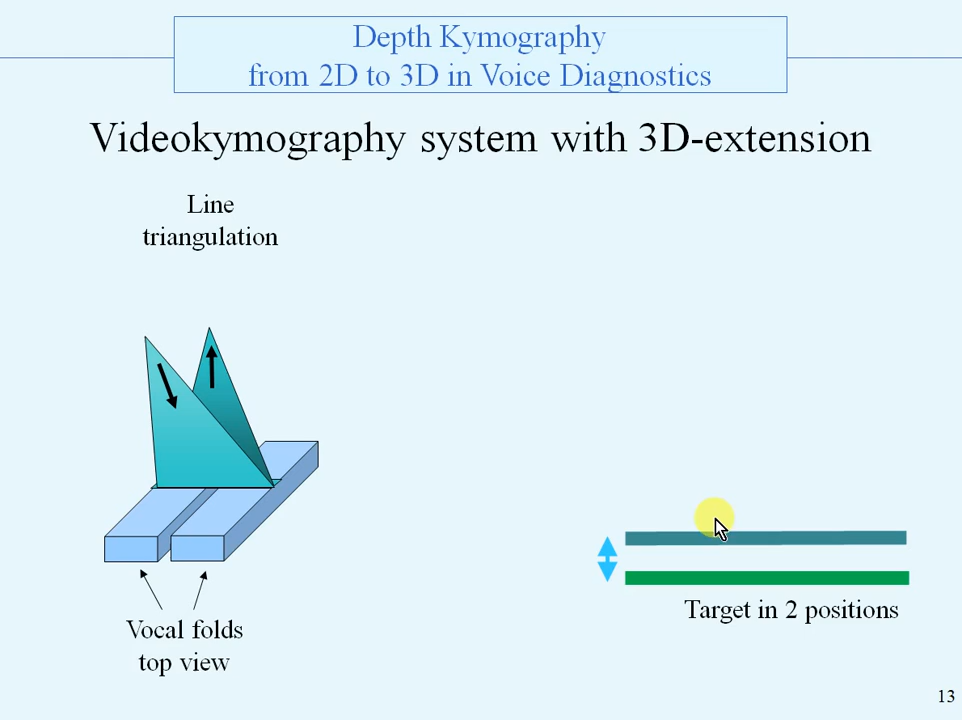 Depth Kymography
from 2D to 3D in Voice Diagnostics
Videokymography system with 3D-extension
Line
triangulation
Target in 2 positions
Vocal folds
top view
13